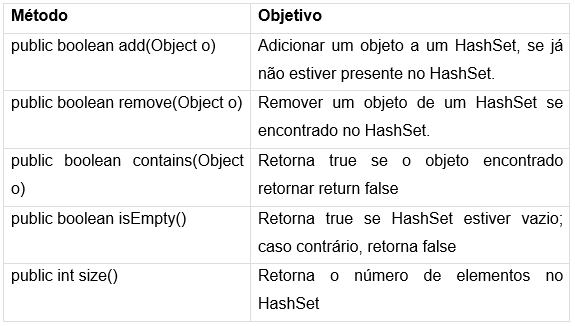 Método
Objetivo
public boolean add(Object o)
Adicionar um objeto a um HashSet, se já
não estiver presente no HashSet.
public boolean remove(Object o)
Remover um objeto de um HashSet se
encontrado no HashSet.
public boolean contains(Object
o)
Retorna true se o objeto encontrado
retornar return false
public boolean isEmpty()
Retorna true se HashSet estiver vazio;
caso contrário, retorna false
public int size()
Retorna o número de elementos no
HashSet